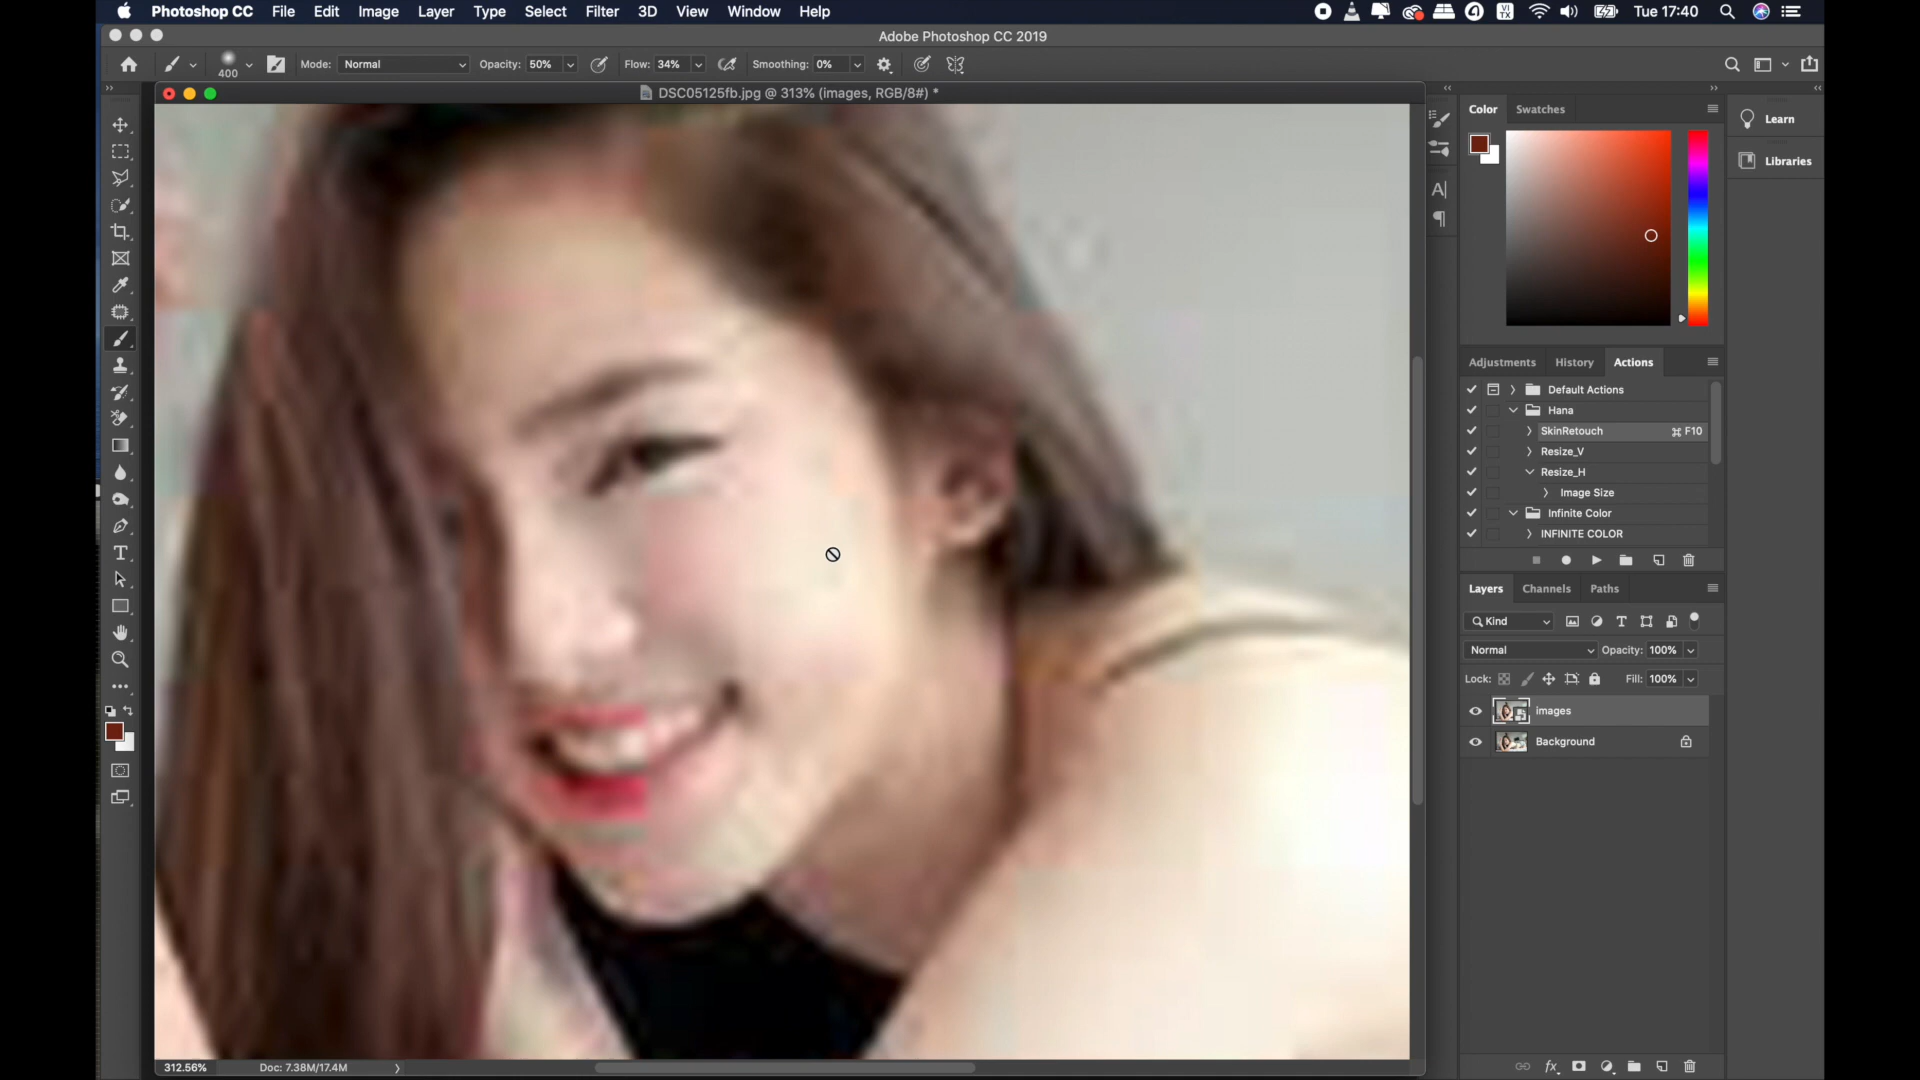 Photoshop CC File Edit Image Layer Type Select Filter 3D View Window Help VI TX Tue 17:40
Adobe Photoshop CC 2019
400 Mode: Normal Opacity: 50% Flow: 34% Smoothing: 0%
DSC05125fb.jpg @ 313% (images, RGB/8#) *
Color Swatches
Learn
Libraries
Adjustments History Actions
Default Actions
Hana
SkinRetouch ⌘ F10
Resize_V
Resize_H
Image Size
Infinite Color
INFINITE COLOR
Layers Channels Paths
Kind
Normal Opacity: 100%
Lock: Fill: 100%
images
Background
312.56% Doc: 7.38M/17.4M